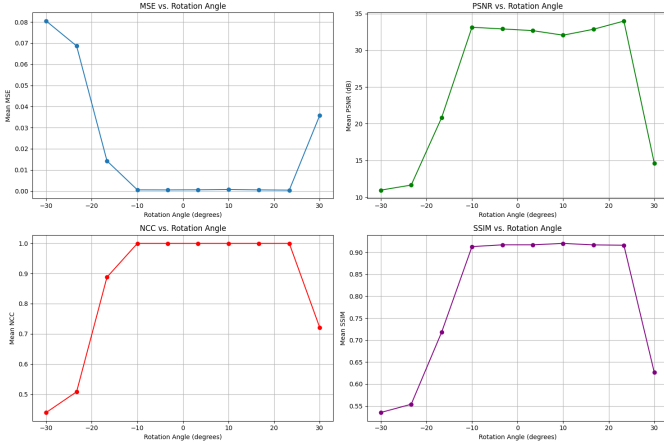 MSE vs. Rotation Angle
Mean MSE
0.08
0.07
0.06
0.05
0.04
0.03
0.02
0.01
0.00
−30 −20 −10 0 10 20 30
Rotation Angle (degrees)
PSNR vs. Rotation Angle
Mean PSNR (dB)
35
30
25
20
15
10
−30 −20 −10 0 10 20 30
Rotation Angle (degrees)
NCC vs. Rotation Angle
Mean NCC
1.0
0.9
0.8
0.7
0.6
0.5
−30 −20 −10 0 10 20 30
Rotation Angle (degrees)
SSIM vs. Rotation Angle
Mean SSIM
0.90
0.85
0.80
0.75
0.70
0.65
0.60
0.55
−30 −20 −10 0 10 20 30
Rotation Angle (degrees)